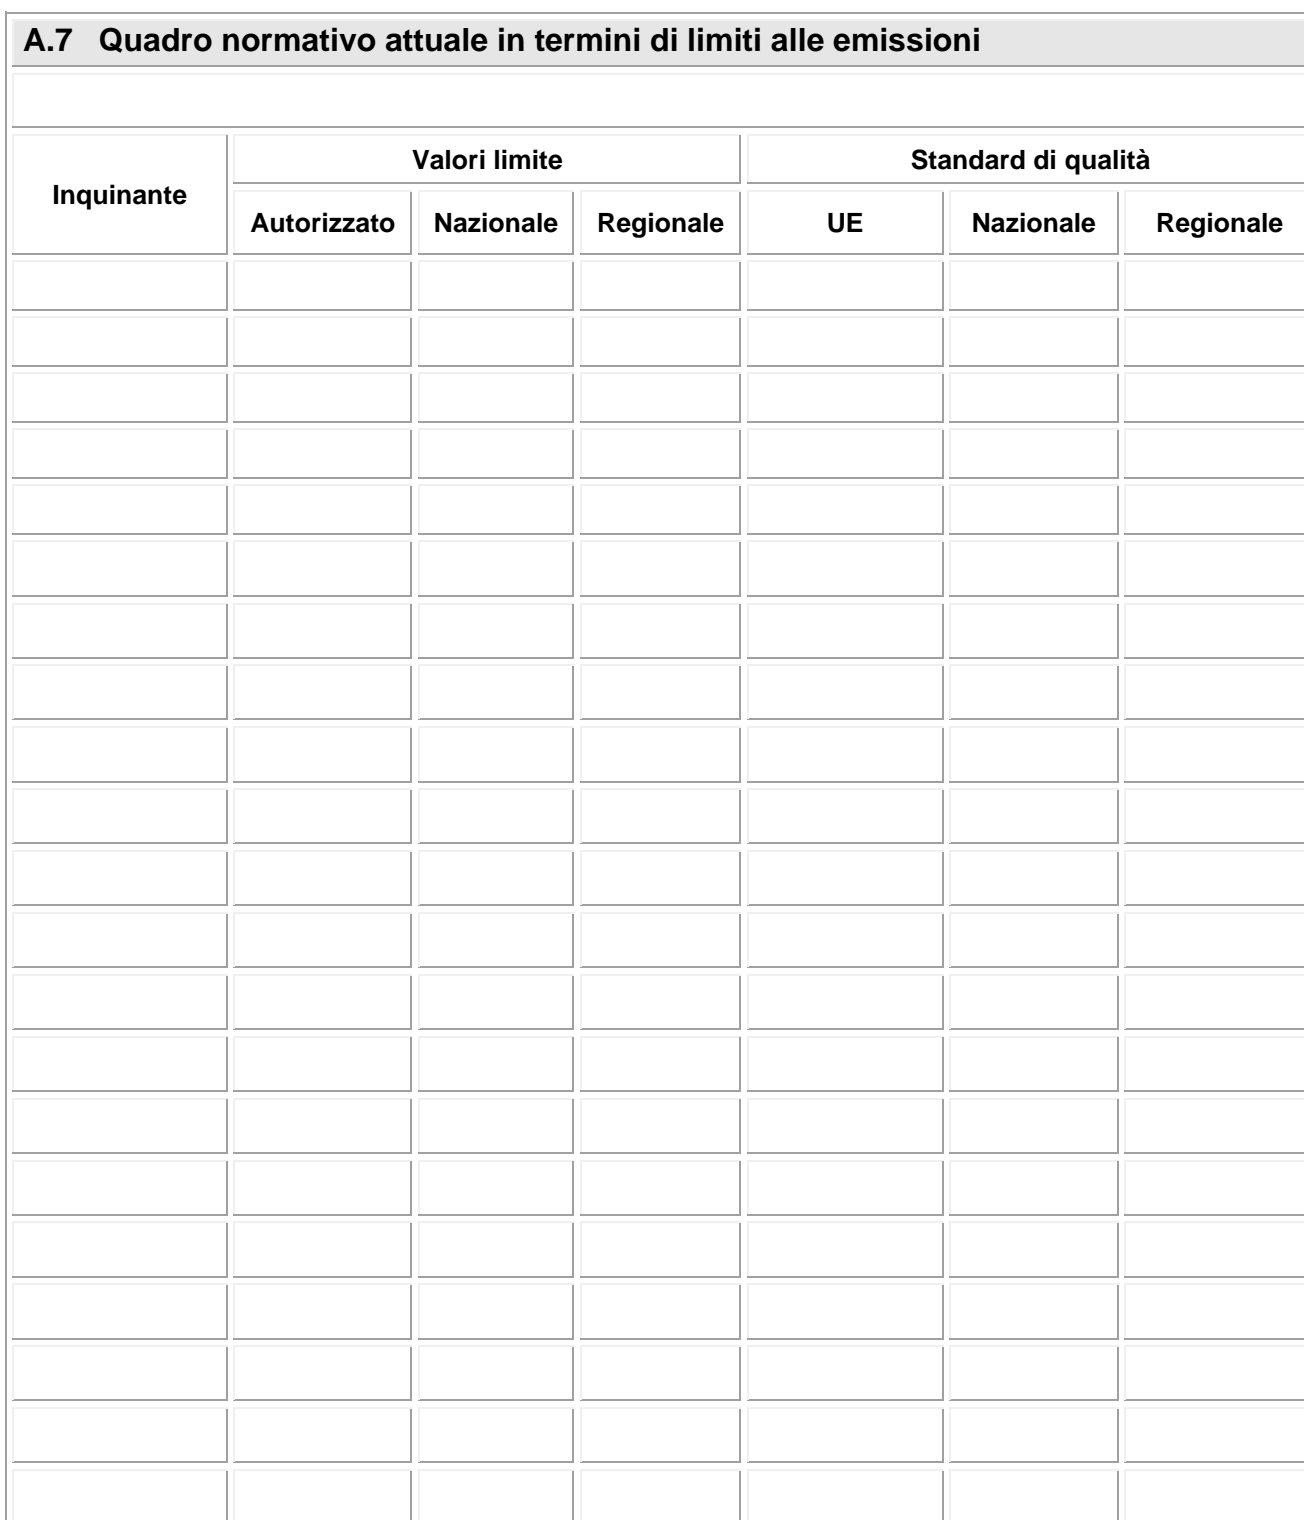 A.7 Quadro normativo attuale in termini di limiti alle emissioni
Inquinante
Valori limite
Standard di qualità
Autorizzato
Nazionale
Regionale
UE
Nazionale
Regionale